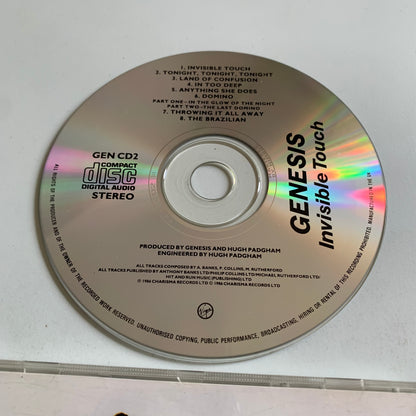 1. INVISIBLE TOUCH
2. TONIGHT, TONIGHT, TONIGHT
3. LAND OF CONFUSION
4. IN TOO DEEP
5. ANYTHING SHE DOES
6. DOMINO
PART ONE - IN THE GLOW OF THE NIGHT
PART TWO - THE LAST DOMINO
7. THROWING IT ALL AWAY
8. THE BRAZILIAN
GEN CD2
COMPACT
disc
DIGITAL AUDIO
STEREO
GENESIS
Invisible Touch
PRODUCED BY GENESIS AND HUGH PADGHAM
ENGINEERED BY HUGH PADGHAM
ALL TRACKS COMPOSED BY A. BANKS, P. COLLINS, M. RUTHERFORD
ALL TRACKS PUBLISHED BY ANTHONY BANKS LTD/PHILIP COLLINS LTD/MICHAEL RUTHERFORD LTD/
HIT AND RUN MUSIC (PUBLISHING) LTD
℗ 1986 CHARISMA RECORDS LTD © 1986 CHARISMA RECORDS LTD
Virgin
ALL RIGHTS OF THE PRODUCER AND OF THE OWNER OF THE RECORDED WORK RESERVED. UNAUTHORISED COPYING, PUBLIC PERFORMANCE, BROADCASTING, HIRING OR RENTAL OF THIS RECORDING PROHIBITED. MANUFACTURED IN THE UK